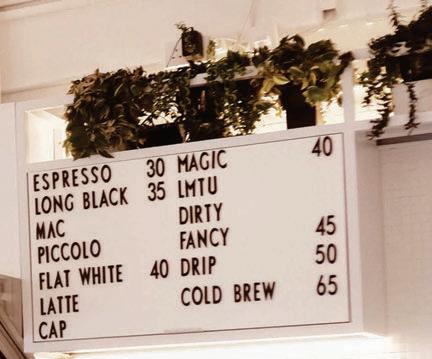 ESPRESSO 30
LONG BLACK 35
MAC
PICCOLO
FLAT WHITE 40
LATTE
CAP
MAGIC 40
LMTU
DIRTY
FANCY 45
DRIP 50
COLD BREW 65